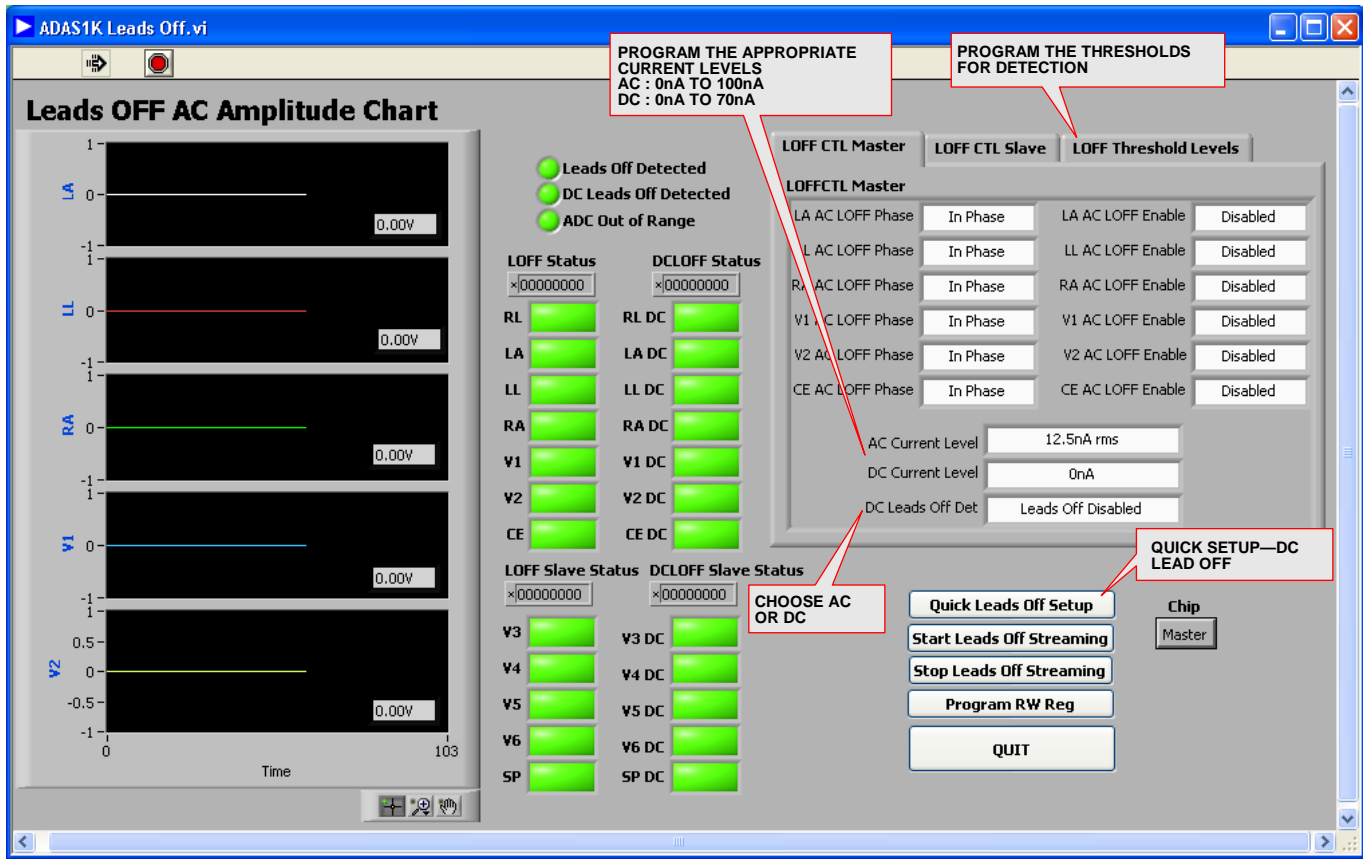 ADAS1K Leads Off.vi
PROGRAM THE APPROPRIATE
CURRENT LEVELS
AC : 0nA TO 100nA
DC : 0nA TO 70nA
PROGRAM THE THRESHOLDS
FOR DETECTION
Leads OFF AC Amplitude Chart
1
LA
0
0.00V
-1
1
LL
0
0.00V
-1
1
RA
0
0.00V
-1
1
V1
0
0.00V
-1
1
0.5
V2
0
-0.5
0.00V
-1
0
103
Time
Leads Off Detected
DC Leads Off Detected
ADC Out of Range
LOFF Status
DCLOFF Status
×00000000
×00000000
RL
RL DC
LA
LA DC
LL
LL DC
RA
RA DC
V1
V1 DC
V2
V2 DC
CE
CE DC
LOFF Slave Status
DCLOFF Slave Status
×00000000
×00000000
V3
V3 DC
V4
V4 DC
V5
V5 DC
V6
V6 DC
SP
SP DC
LOFF CTL Master
LOFF CTL Slave
LOFF Threshold Levels
LOFFCTL Master
LA AC LOFF Phase
In Phase
LA AC LOFF Enable
Disabled
LL AC LOFF Phase
In Phase
LL AC LOFF Enable
Disabled
RA AC LOFF Phase
In Phase
RA AC LOFF Enable
Disabled
V1 AC LOFF Phase
In Phase
V1 AC LOFF Enable
Disabled
V2 AC LOFF Phase
In Phase
V2 AC LOFF Enable
Disabled
CE AC LOFF Phase
In Phase
CE AC LOFF Enable
Disabled
AC Current Level
12.5nA rms
DC Current Level
0nA
DC Leads Off Det
Leads Off Disabled
QUICK SETUP—DC
LEAD OFF
CHOOSE AC
OR DC
Quick Leads Off Setup
Start Leads Off Streaming
Stop Leads Off Streaming
Program RW Reg
QUIT
Chip
Master